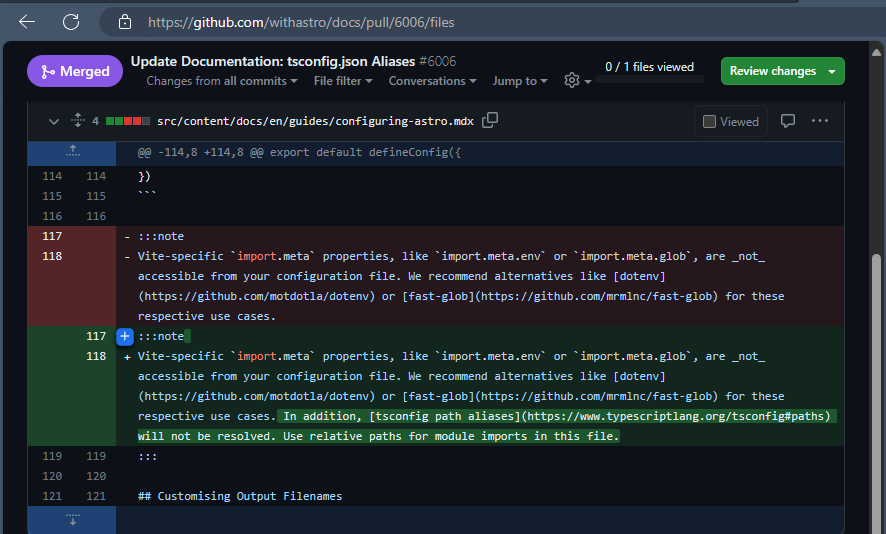 https://github.com/withastro/docs/pull/6006/files
Merged
Update Documentation: tsconfig.json Aliases #6006
Changes from all commits
File filter
Conversations
Jump to
0 / 1 files viewed
Review changes
4
src/content/docs/en/guides/configuring-astro.mdx
Viewed
@@ -114,8 +114,8 @@ export default defineConfig({
114 114 })
115 115 ```
116 116
117 - :::note
118 - Vite-specific `import.meta` properties, like `import.meta.env` or `import.meta.glob`, are _not_
accessible from your configuration file. We recommend alternatives like [dotenv]
(https://github.com/motdotla/dotenv) or [fast-glob](https://github.com/mrmlnc/fast-glob) for these
respective use cases.
117 + :::note
118 + Vite-specific `import.meta` properties, like `import.meta.env` or `import.meta.glob`, are _not_
accessible from your configuration file. We recommend alternatives like [dotenv]
(https://github.com/motdotla/dotenv) or [fast-glob](https://github.com/mrmlnc/fast-glob) for these
respective use cases. In addition, [tsconfig path aliases](https://www.typescriptlang.org/tsconfig#paths)
will not be resolved. Use relative paths for module imports in this file.
119 119 :::
120 120
121 121 ## Customising Output Filenames